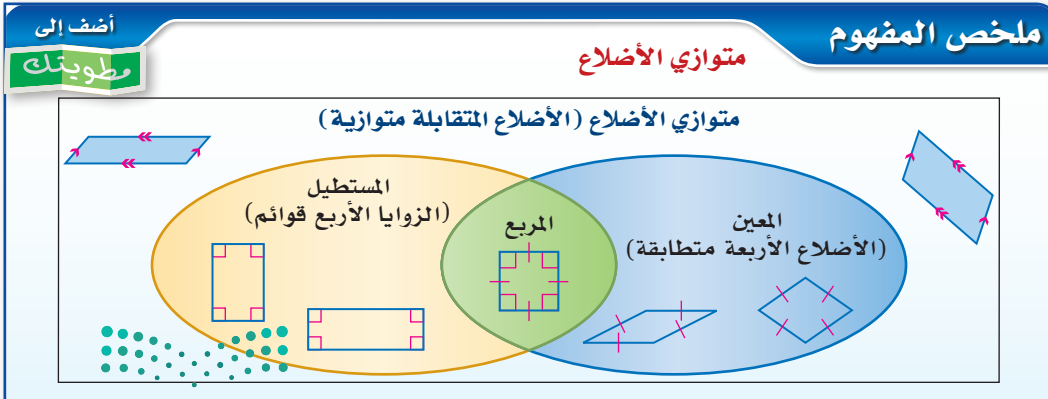 ملخص المفهوم
أضف إلى
مطويتك
متوازي الأضلاع
متوازي الأضلاع (الأضلاع المتقابلة متوازية)
المعين
(الأضلاع الأربعة متطابقة)
المربع
المستطيل
(الزوايا الأربع قوائم)